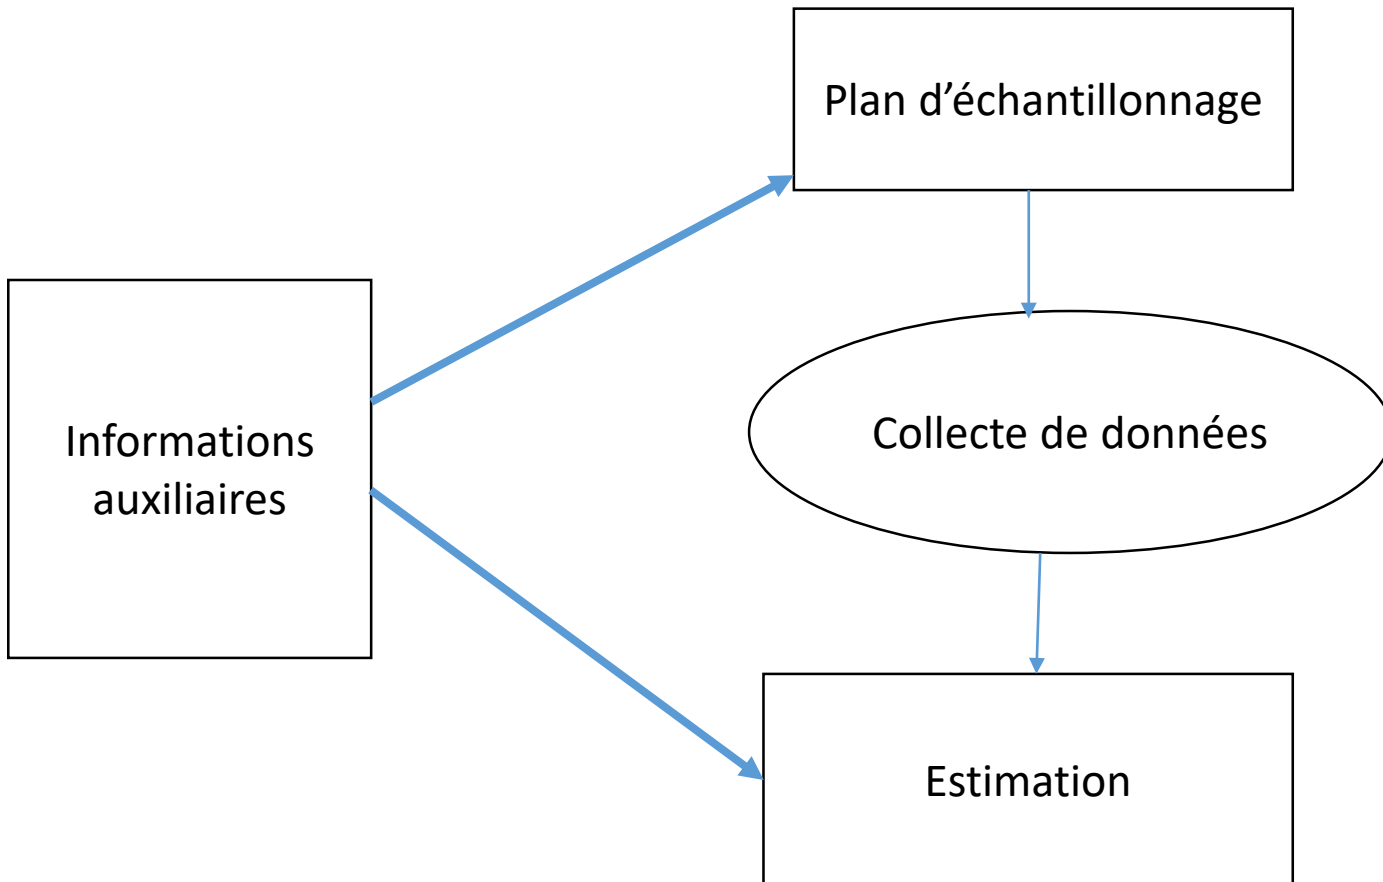 Plan d’échantillonnage
Informations
auxiliaires
Collecte de données
Estimation